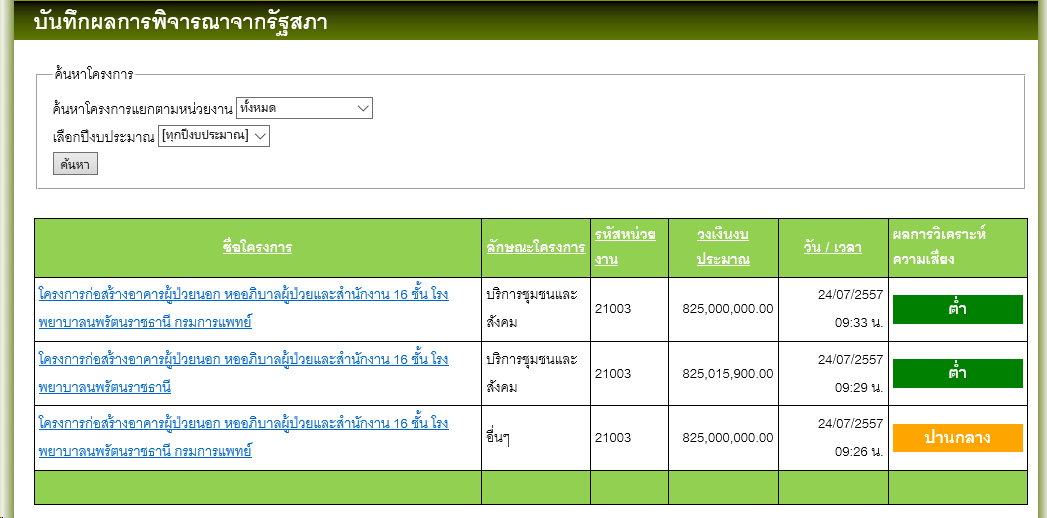 บันทึกผลการพิจารณาจากรัฐสภา
ค้นหาโครงการ
ค้นหาโครงการแยกตามหน่วยงาน ทั้งหมด
เลือกปีงบประมาณ [ทุกปีงบประมาณ]
ค้นหา
ชื่อโครงการ ลักษณะโครงการ รหัสหน่วยงาน วงเงินงบประมาณ วัน / เวลา ผลการวิเคราะห์ความเสี่ยง
โครงการก่อสร้างอาคารผู้ป่วยนอก หออภิบาลผู้ป่วยและสำนักงาน 16 ชั้น โรง
พยาบาลนพรัตนราชธานี กรมการแพทย์
บริการชุมชนและ
สังคม
21003
825,000,000.00
24/07/2557
09:33 น.
ต่ำ
โครงการก่อสร้างอาคารผู้ป่วยนอก หออภิบาลผู้ป่วยและสำนักงาน 16 ชั้น โรง
พยาบาลนพรัตนราชธานี
บริการชุมชนและ
สังคม
21003
825,015,900.00
24/07/2557
09:29 น.
ต่ำ
โครงการก่อสร้างอาคารผู้ป่วยนอก หออภิบาลผู้ป่วยและสำนักงาน 16 ชั้น โรง
พยาบาลนพรัตนราชธานี กรมการแพทย์
อื่นๆ
21003
825,000,000.00
24/07/2557
09:26 น.
ปานกลาง